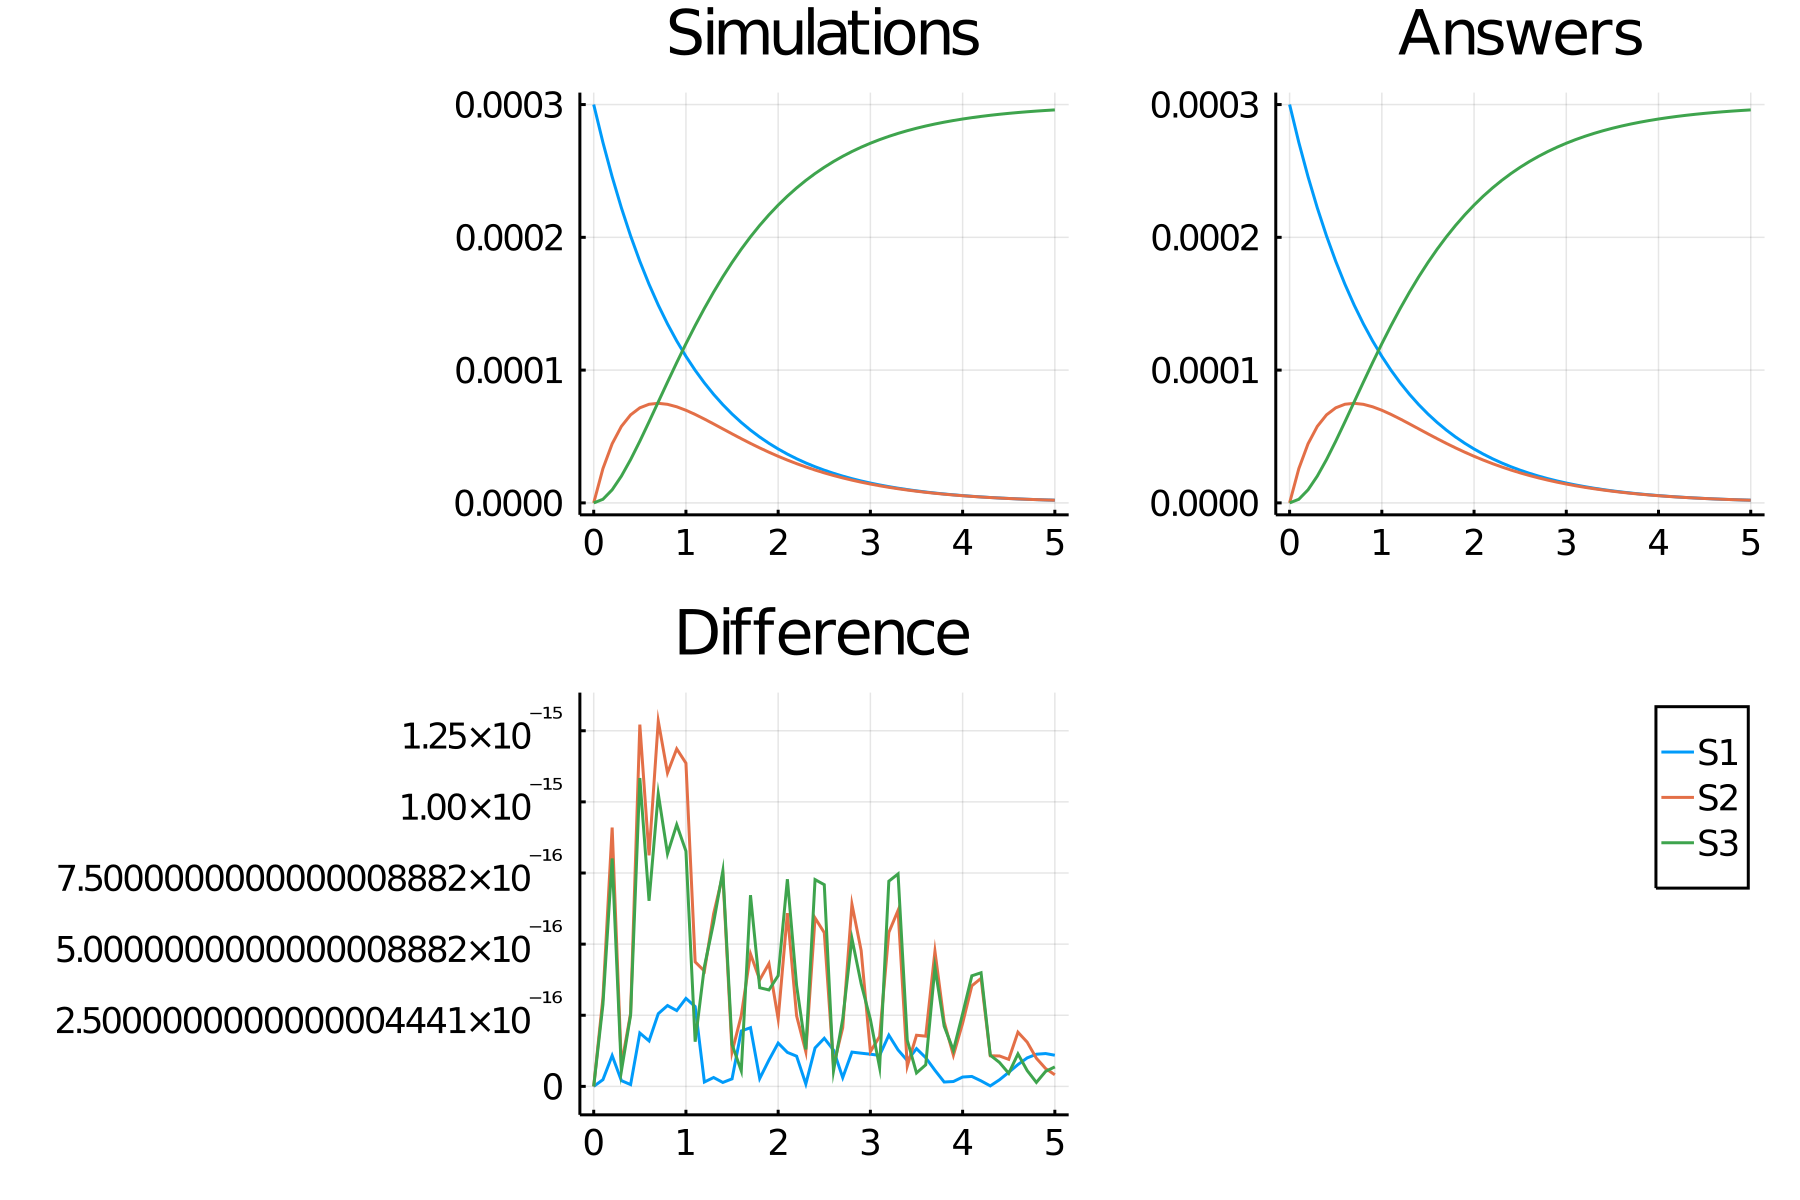 Simulations
Answers
0.0003
0.0002
0.0001
0.0000
0 1 2 3 4 5
0.0003
0.0002
0.0001
0.0000
0 1 2 3 4 5
Difference
1.25×10⁻¹⁵
1.00×10⁻¹⁵
7.5000000000000008882×10⁻¹⁶
5.0000000000000008882×10⁻¹⁶
2.5000000000000004441×10⁻¹⁶
0
0 1 2 3 4 5
S1
S2
S3